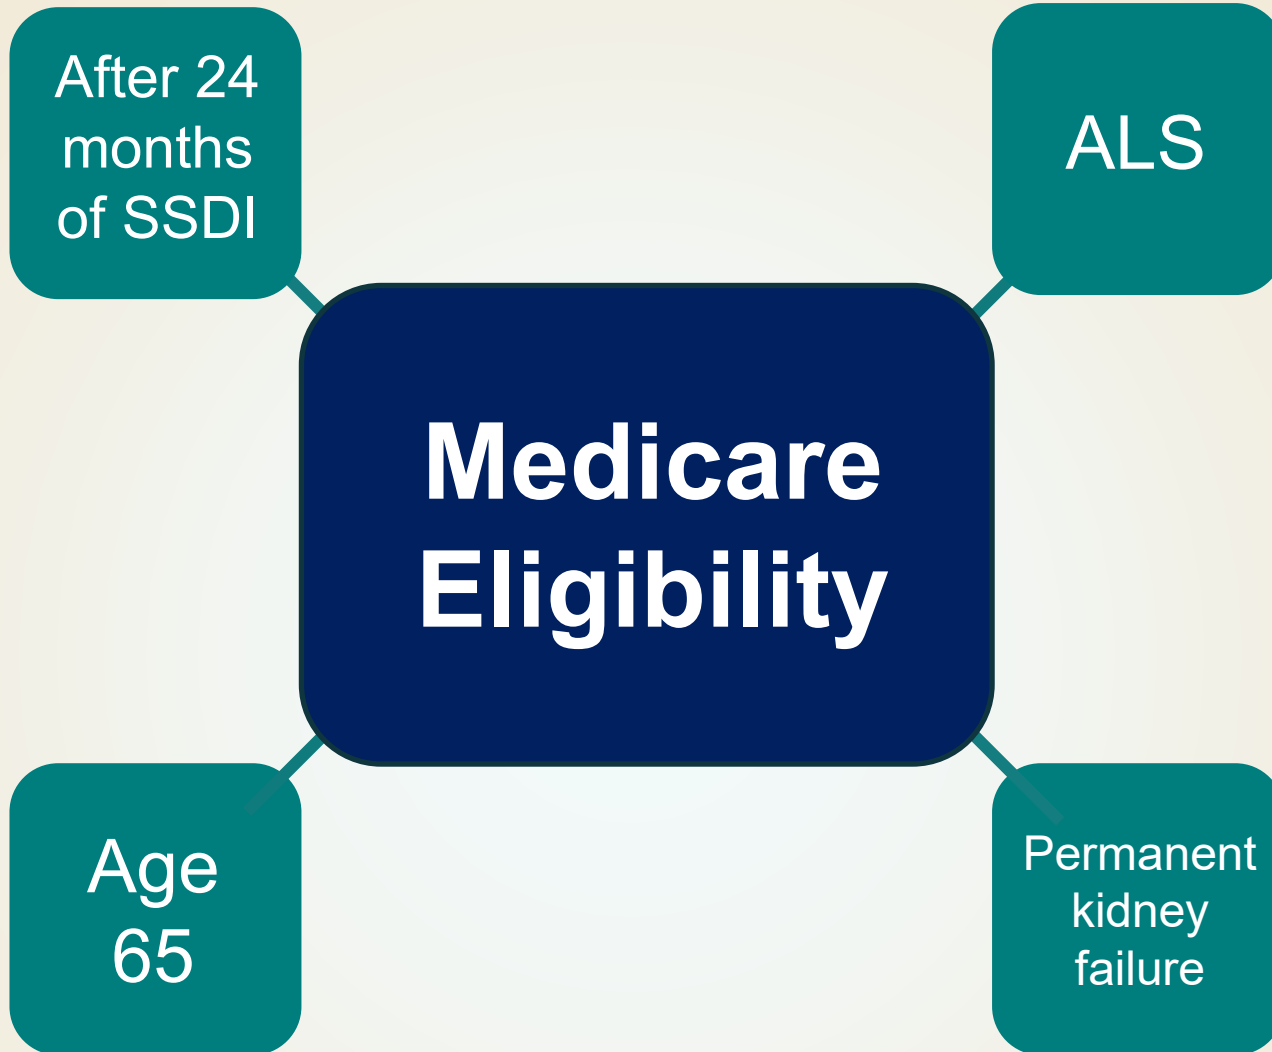 After 24
months
of SSDI
ALS
Medicare
Eligibility
Age
65
Permanent
kidney
failure